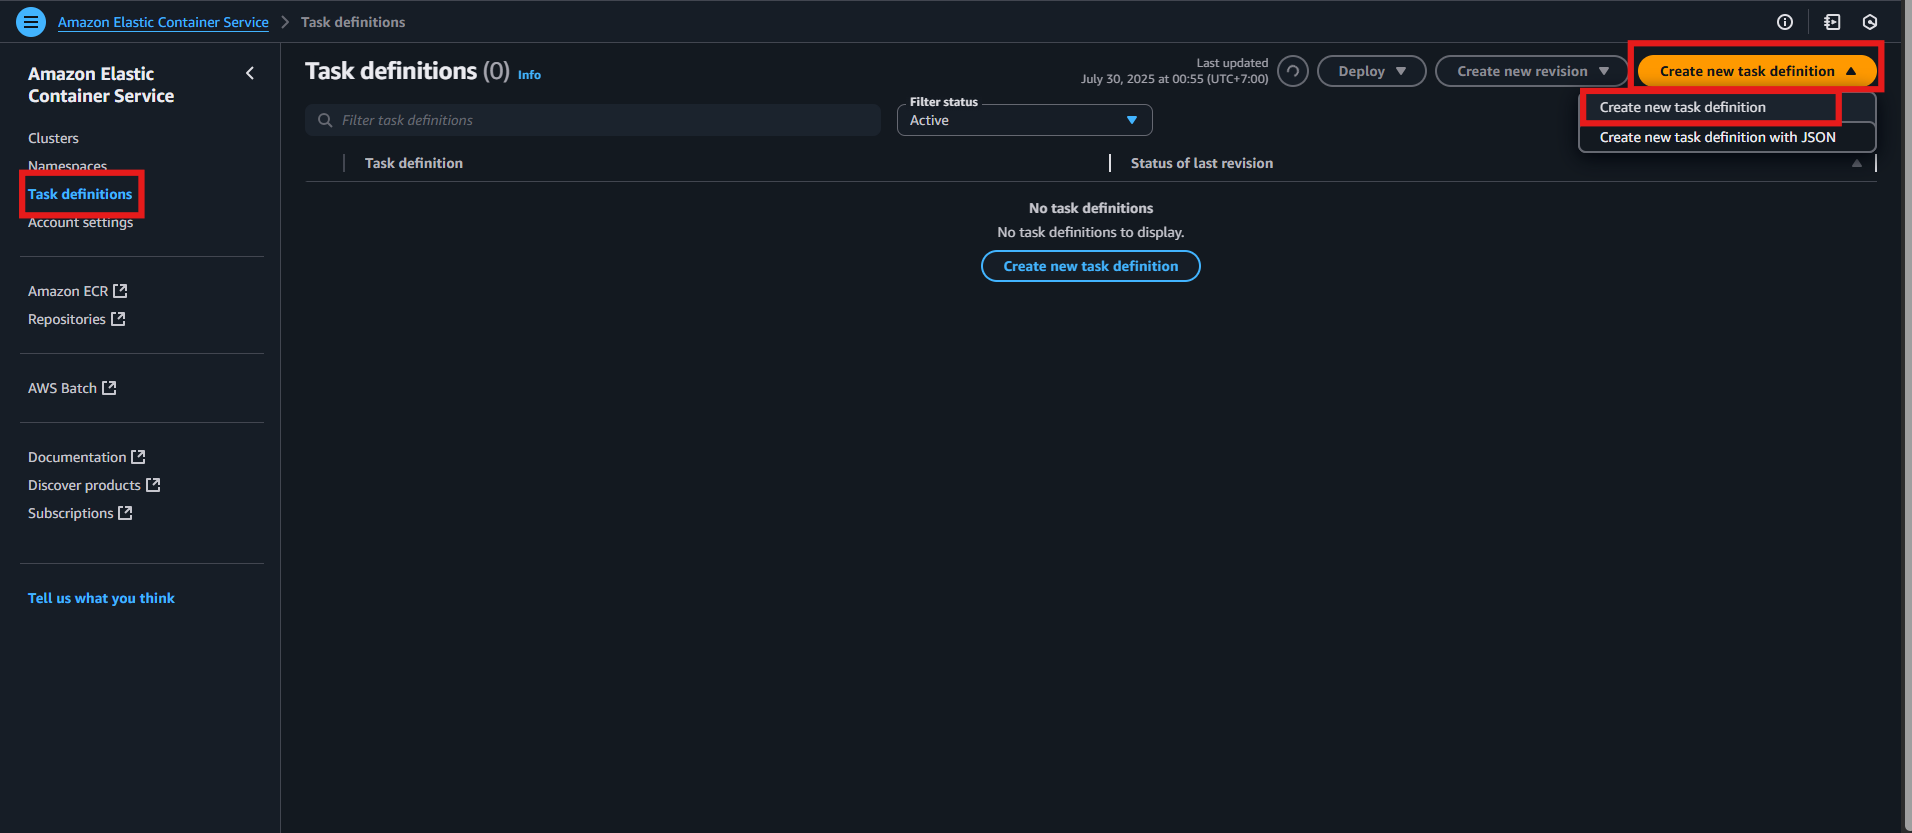 Amazon Elastic Container Service > Task definitions
Amazon Elastic
Container Service
Clusters
Namespaces
Task definitions
Account settings
Amazon ECR
Repositories
AWS Batch
Documentation
Discover products
Subscriptions
Tell us what you think
Task definitions (0) Info
Last updated
July 30, 2025 at 00:55 (UTC+7:00)
Deploy
Create new revision
Create new task definition
Create new task definition
Create new task definition with JSON
Filter task definitions
Filter status
Active
Task definition
Status of last revision
No task definitions
No task definitions to display.
Create new task definition